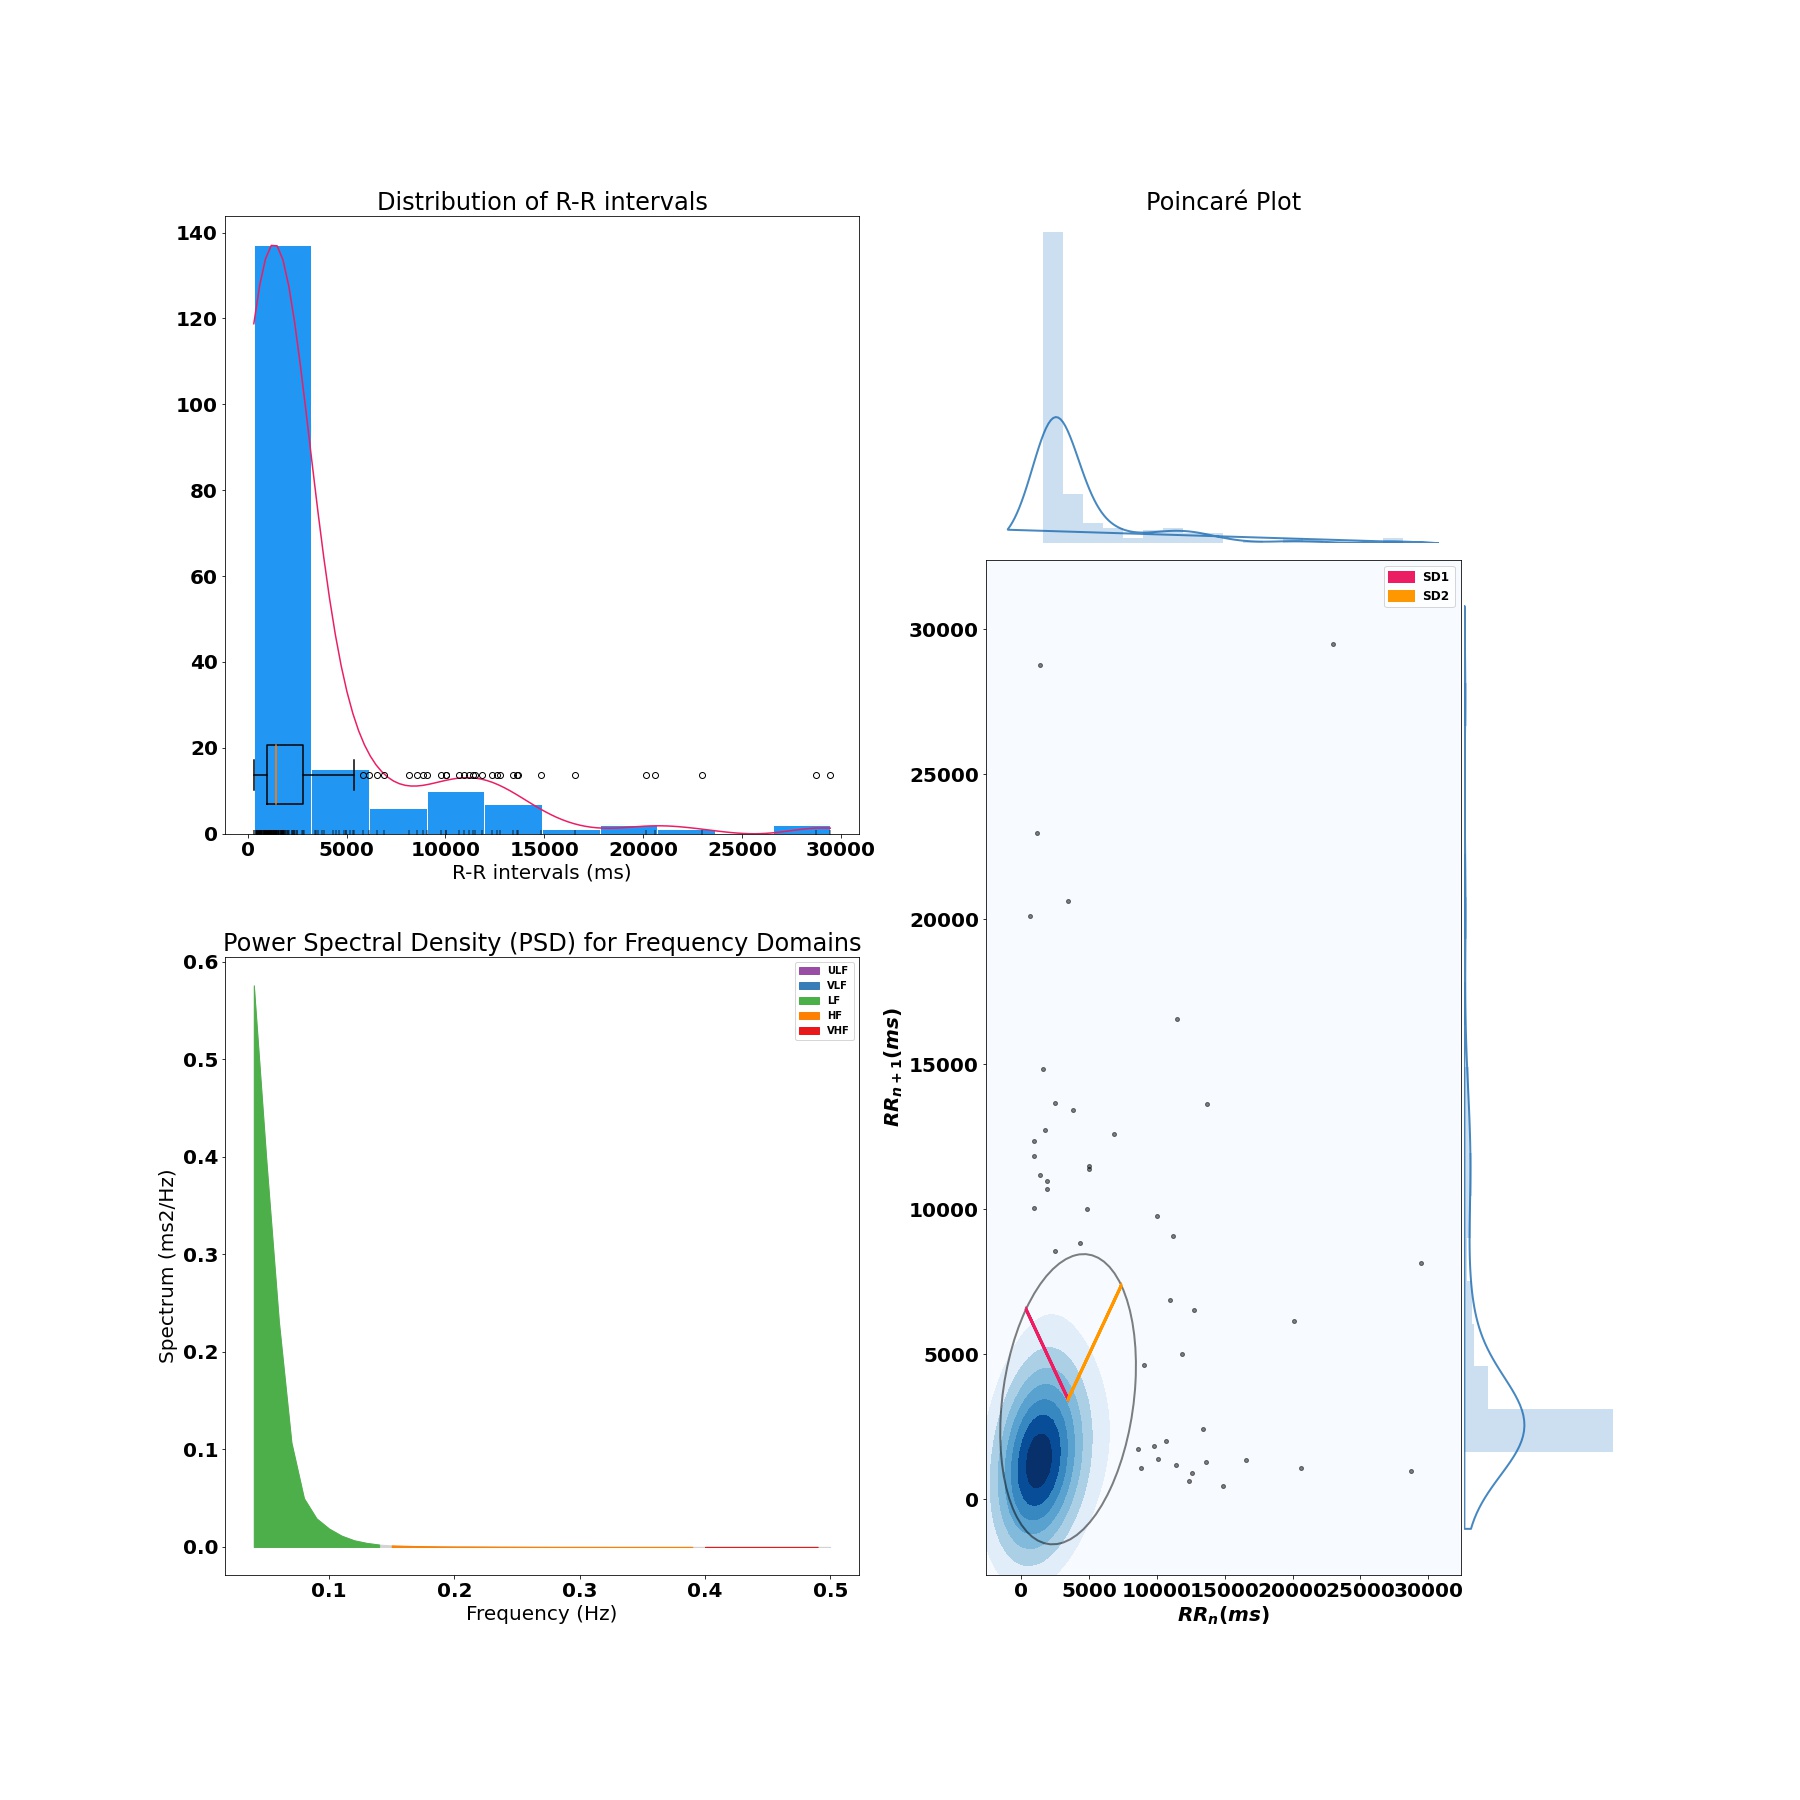 Distribution of R-R intervals
140
120
100
80
60
40
20
0
0 5000 10000 15000 20000 25000 30000
R-R intervals (ms)
Power Spectral Density (PSD) for Frequency Domains
ULF
VLF
LF
HF
VHF
0.6
0.5
0.4
0.3
0.2
0.1
0.0
Spectrum (ms2/Hz)
0.1 0.2 0.3 0.4 0.5
Frequency (Hz)
Poincaré Plot
SD1
SD2
30000
25000
20000
15000
10000
5000
0
RRn+1(ms)
0 5000 10000 15000 20000 25000 30000
RRn(ms)